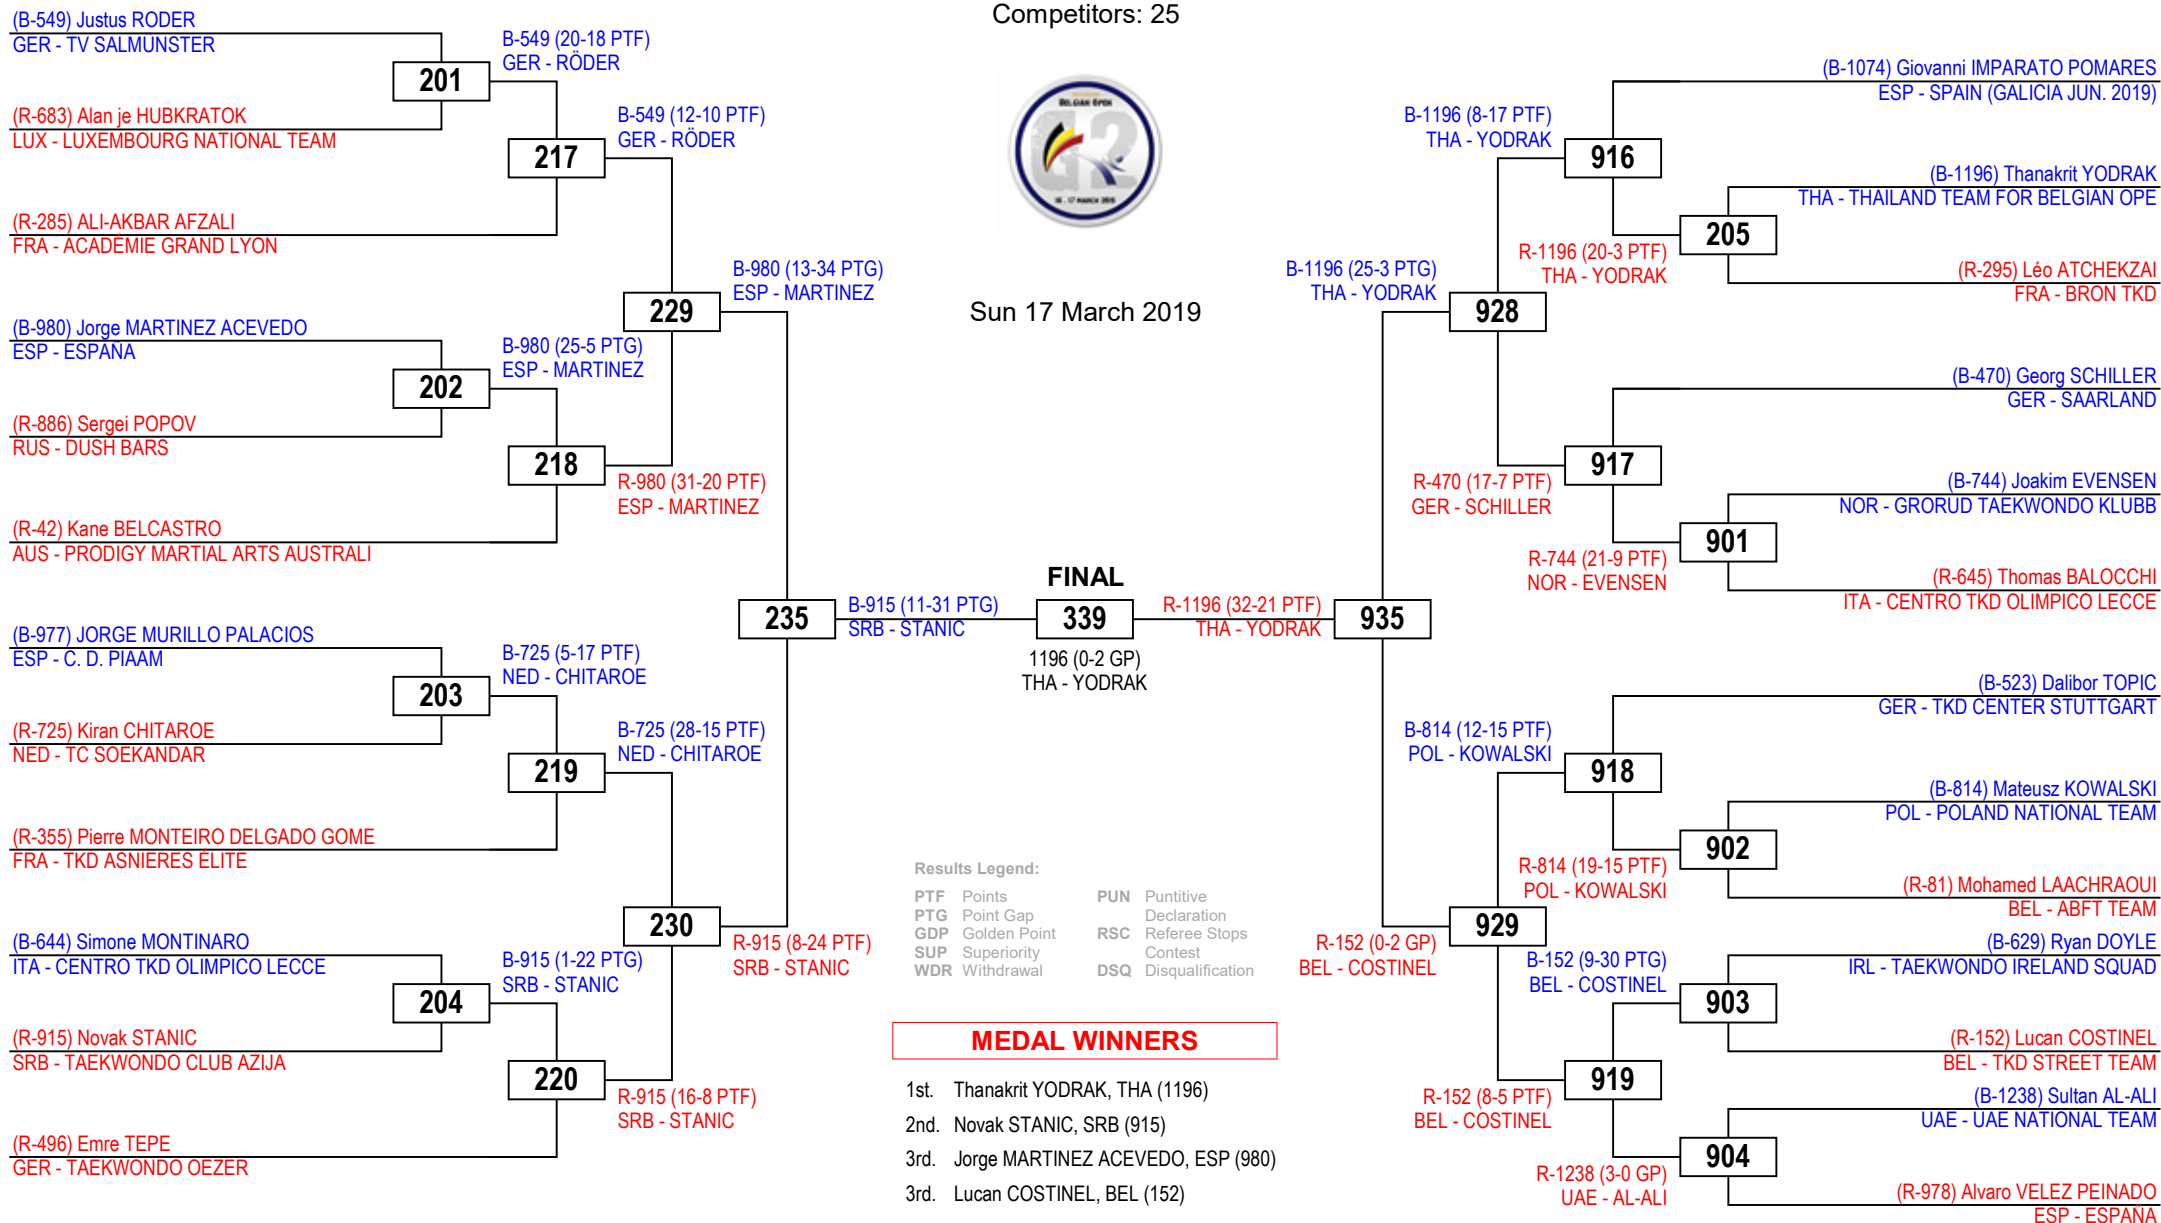 Competitors: 25
BELGIAN OPEN
G2
16 - 17 MARCH 2019
Sun 17 March 2019
(B-549) Justus RODER
GER - TV SALMÜNSTER
201
(R-683) Alan je HUBKRATOK
LUX - LUXEMBOURG NATIONAL TEAM
B-549 (20-18 PTF)
GER - RÖDER
217
(R-285) ALI-AKBAR AFZALI
FRA - ACADÉMIE GRAND LYON
B-549 (12-10 PTF)
GER - RÖDER
229
(B-980) Jorge MARTINEZ ACEVEDO
ESP - ESPAÑA
202
(R-886) Sergei POPOV
RUS - DUSH BARS
B-980 (25-5 PTG)
ESP - MARTINEZ
218
(R-42) Kane BELCASTRO
AUS - PRODIGY MARTIAL ARTS AUSTRALI
R-980 (31-20 PTF)
ESP - MARTINEZ
B-980 (13-34 PTG)
ESP - MARTINEZ
235
(B-977) JORGE MURILLO PALACIOS
ESP - C. D. PIAAM
203
(R-725) Kiran CHITAROE
NED - TC SOEKANDAR
B-725 (5-17 PTF)
NED - CHITAROE
219
(R-355) Pierre MONTEIRO DELGADO GOME
FRA - TKD ASNIERES ÉLITE
B-725 (28-15 PTF)
NED - CHITAROE
230
(B-644) Simone MONTINARO
ITA - CENTRO TKD OLIMPICO LECCE
204
(R-915) Novak STANIC
SRB - TAEKWONDO CLUB AZIJA
B-915 (1-22 PTG)
SRB - STANIC
220
(R-496) Emre TEPE
GER - TAEKWONDO OEZER
R-915 (16-8 PTF)
SRB - STANIC
R-915 (8-24 PTF)
SRB - STANIC
B-915 (11-31 PTG)
SRB - STANIC
FINAL
339
1196 (0-2 GP)
THA - YODRAK
R-1196 (32-21 PTF)
THA - YODRAK
935
(B-1074) Giovanni IMPARATO POMARES
ESP - SPAIN (GALICIA JUN. 2019)
B-1196 (8-17 PTF)
THA - YODRAK
916
(B-1196) Thanakrit YODRAK
THA - THAILAND TEAM FOR BELGIAN OPE
205
R-1196 (20-3 PTF)
THA - YODRAK
(R-295) Léo ATCHEKZAI
FRA - BRON TKD
B-1196 (25-3 PTG)
THA - YODRAK
928
(B-470) Georg SCHILLER
GER - SAARLAND
917
R-470 (17-7 PTF)
GER - SCHILLER
(B-744) Joakim EVENSEN
NOR - GRORUD TAEKWONDO KLUBB
901
R-744 (21-9 PTF)
NOR - EVENSEN
(R-645) Thomas BALOCCHI
ITA - CENTRO TKD OLIMPICO LECCE
(B-523) Dalibor TOPIC
GER - TKD CENTER STUTTGART
B-814 (12-15 PTF)
POL - KOWALSKI
918
(B-814) Mateusz KOWALSKI
POL - POLAND NATIONAL TEAM
902
R-814 (19-15 PTF)
POL - KOWALSKI
(R-81) Mohamed LAACHRAOUI
BEL - ABFT TEAM
929
R-152 (0-2 GP)
BEL - COSTINEL
(B-629) Ryan DOYLE
IRL - TAEKWONDO IRELAND SQUAD
B-152 (9-30 PTG)
BEL - COSTINEL
903
(R-152) Lucan COSTINEL
BEL - TKD STREET TEAM
919
R-152 (8-5 PTF)
BEL - COSTINEL
(B-1238) Sultan AL-ALI
UAE - UAE NATIONAL TEAM
904
R-1238 (3-0 GP)
UAE - AL-ALI
(R-978) Alvaro VELEZ PEINADO
ESP - ESPAÑA
Results Legend:
PTF Points
PTG Point Gap
GDP Golden Point
SUP Superiority
WDR Withdrawal
PUN Puntitive
Declaration
RSC Referee Stops
Contest
DSQ Disqualification
MEDAL WINNERS
1st. Thanakrit YODRAK, THA (1196)
2nd. Novak STANIC, SRB (915)
3rd. Jorge MARTINEZ ACEVEDO, ESP (980)
3rd. Lucan COSTINEL, BEL (152)